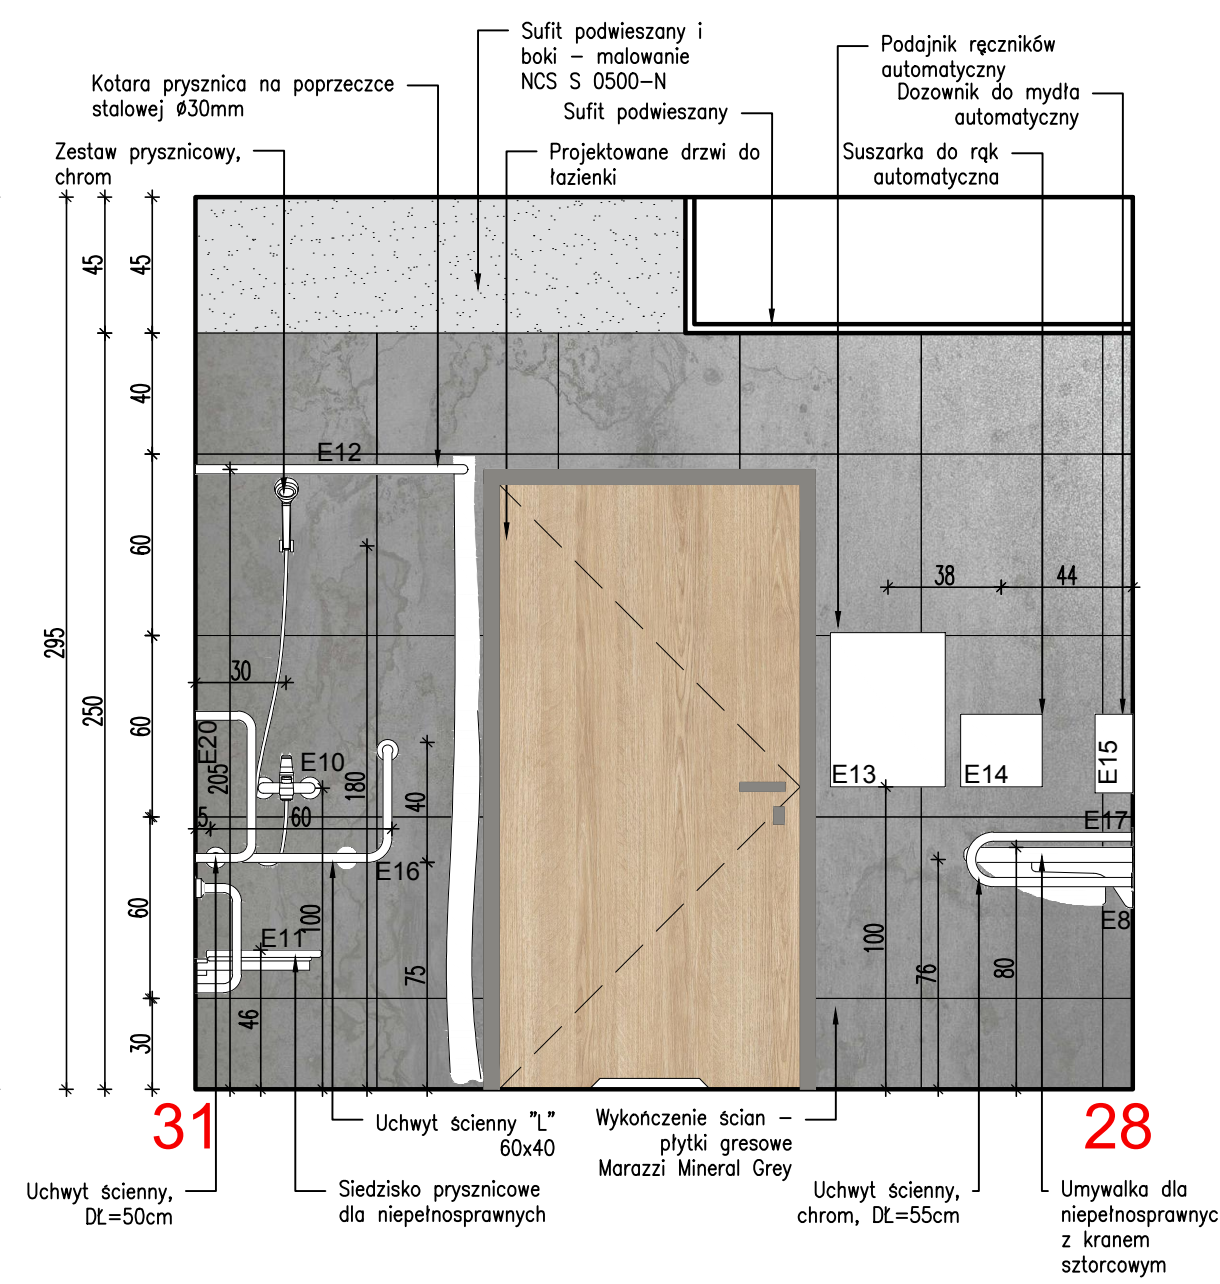 Sufit podwieszany i
boki – malowanie
NCS S 0500-N
Podajnik ręczników
automatyczny
Kotara prysznica na poprzeczce
stalowej Ø30mm
Dozownik do mydła
automatyczny
Sufit podwieszany
Zestaw prysznicowy,
chrom
Projektowane drzwi do
łazienki
Suszarka do rąk
automatyczna
45
45
40
E12
60
38
44
295
30
250
60
E20
205
E10
180
40
E13
E14
E15
5
60
E17
E16
60
100
E11
E8
100
76
80
75
46
30
31
28
Uchwyt ścienny "L"
60x40
Wykończenie ścian –
płytki gresowe
Marazzi Mineral Grey
Uchwyt ścienny,
DŁ=50cm
Siedzisko prysznicowe
dla niepełnosprawnych
Uchwyt ścienny,
chrom, DŁ=55cm
Umywalka dla
niepełnosprawnyc
z kranem
sztorcowym